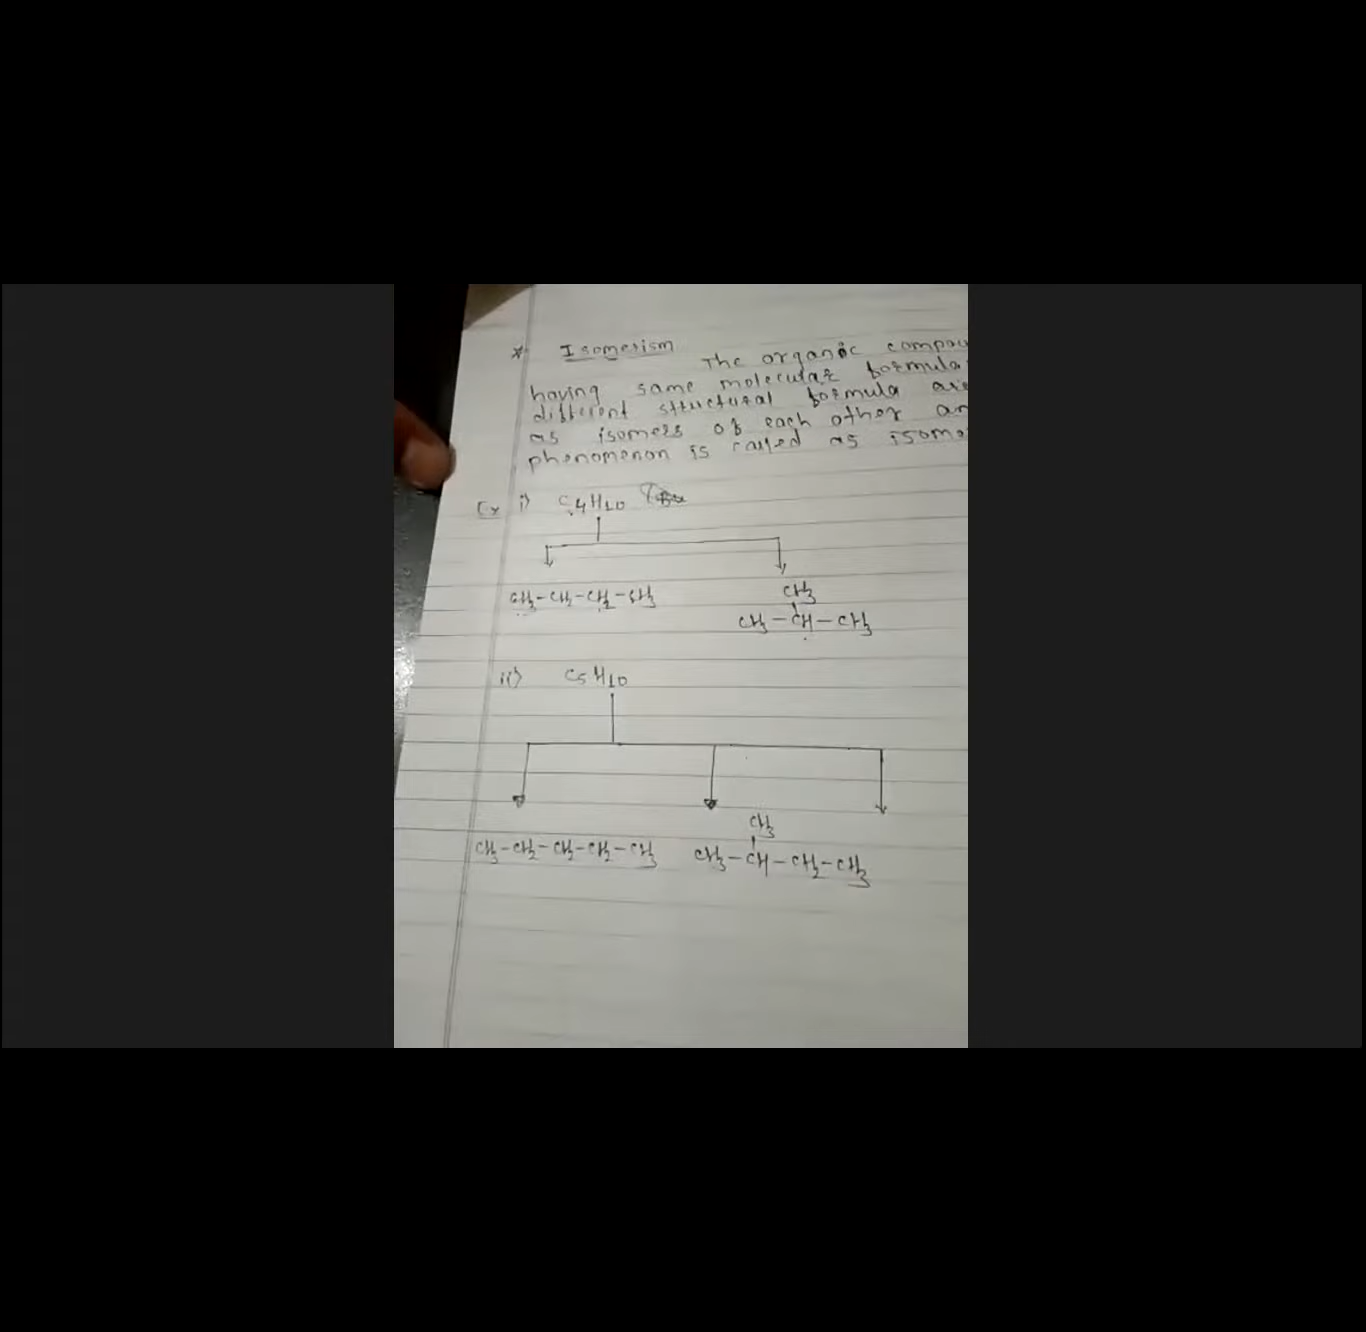 * Isomerism
The organic compou
having same molecular formula
different structural formula are
as isomers of each other an
phenomenon is called as isome
Ex i) C4H10
CH3-CH2-CH2-CH3
CH3
CH3-CH-CH3
ii) C5H10
CH3-CH2-CH2-CH2-CH3
CH3
CH3-CH-CH2-CH3